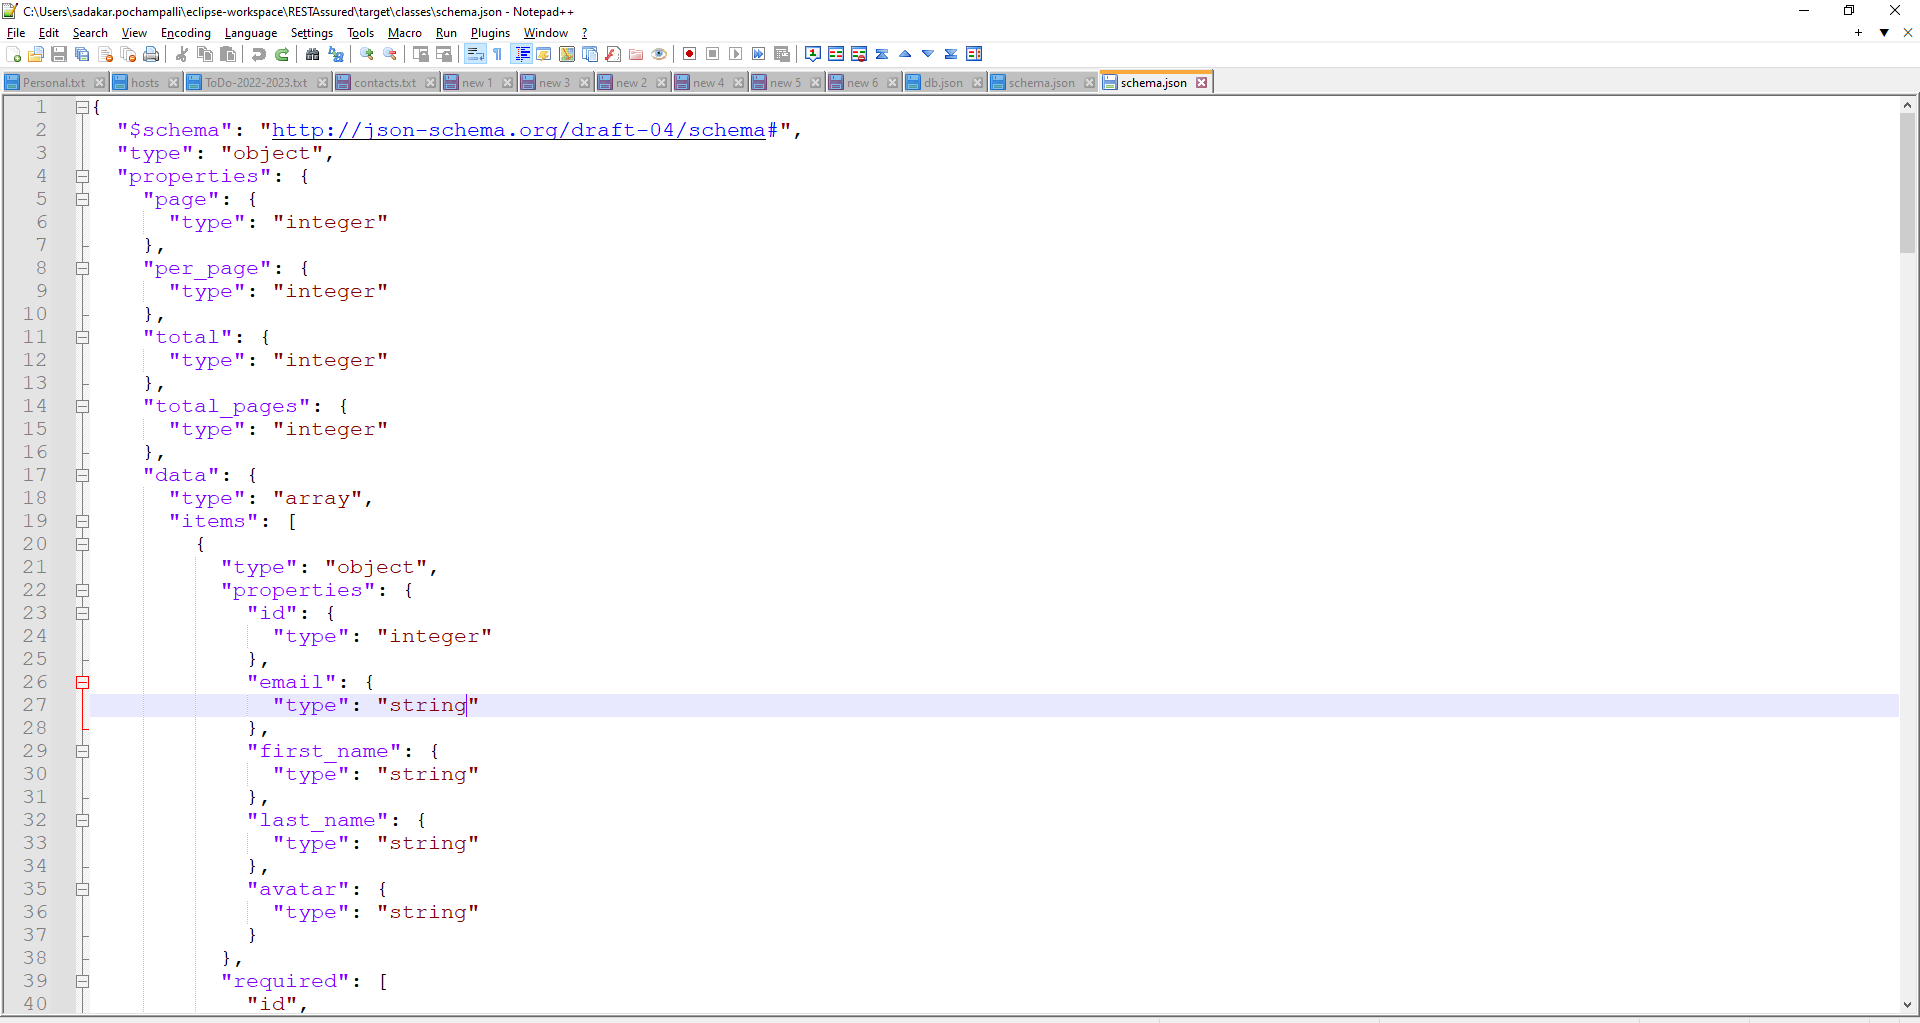 C:\Users\sadakar.pochampalli\eclipse-workspace\RESTAssured\target\classes\schema.json - Notepad++
File Edit Search View Encoding Language Settings Tools Macro Run Plugins Window ?
Personal.txt hosts ToDo-2022-2023.txt contacts.txt new 1 new 3 new 2 new 4 new 5 new 6 db.json schema.json schema.json
1 {
2 "$schema": "http://json-schema.org/draft-04/schema#",
3 "type": "object",
4 "properties": {
5 "page": {
6 "type": "integer"
7 },
8 "per_page": {
9 "type": "integer"
10 },
11 "total": {
12 "type": "integer"
13 },
14 "total_pages": {
15 "type": "integer"
16 },
17 "data": {
18 "type": "array",
19 "items": [
20 {
21 "type": "object",
22 "properties": {
23 "id": {
24 "type": "integer"
25 },
26 "email": {
27 "type": "string"
28 },
29 "first_name": {
30 "type": "string"
31 },
32 "last_name": {
33 "type": "string"
34 },
35 "avatar": {
36 "type": "string"
37 }
38 },
39 "required": [
40 "id",